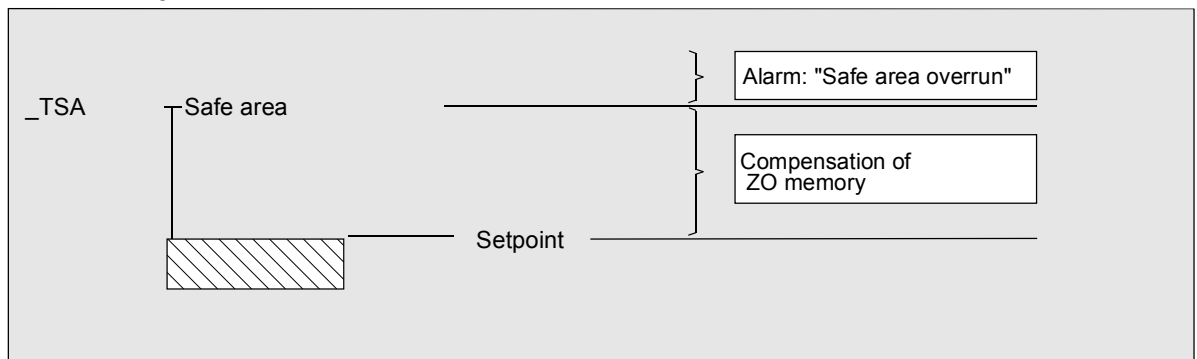 Alarm: "Safe area overrun"
_TSA
Safe area
Compensation of
ZO memory
Setpoint